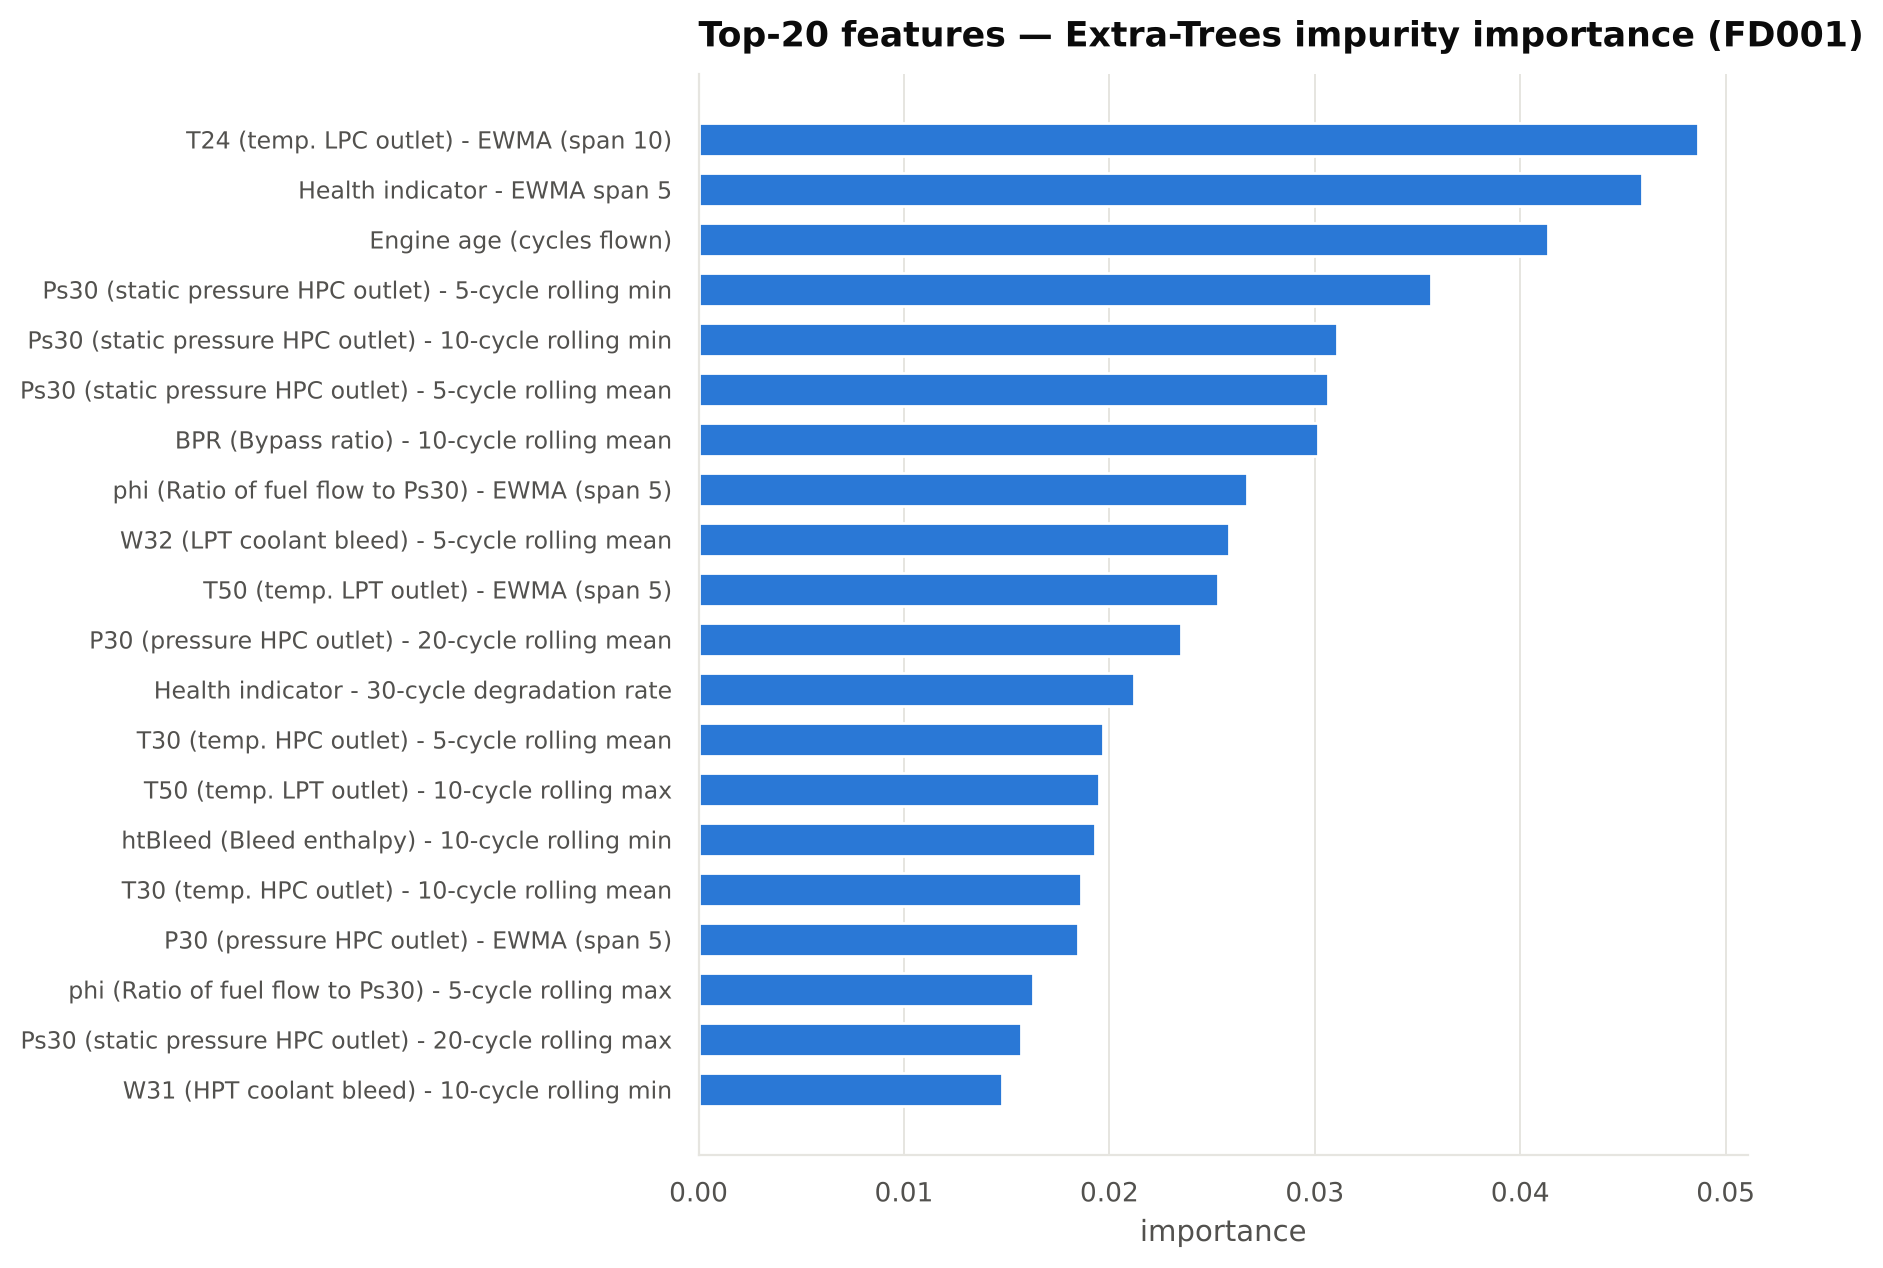 Top-20 features — Extra-Trees impurity importance (FD001)
T24 (temp. LPC outlet) - EWMA (span 10)
Health indicator - EWMA span 5
Engine age (cycles flown)
Ps30 (static pressure HPC outlet) - 5-cycle rolling min
Ps30 (static pressure HPC outlet) - 10-cycle rolling min
Ps30 (static pressure HPC outlet) - 5-cycle rolling mean
BPR (Bypass ratio) - 10-cycle rolling mean
phi (Ratio of fuel flow to Ps30) - EWMA (span 5)
W32 (LPT coolant bleed) - 5-cycle rolling mean
T50 (temp. LPT outlet) - EWMA (span 5)
P30 (pressure HPC outlet) - 20-cycle rolling mean
Health indicator - 30-cycle degradation rate
T30 (temp. HPC outlet) - 5-cycle rolling mean
T50 (temp. LPT outlet) - 10-cycle rolling max
htBleed (Bleed enthalpy) - 10-cycle rolling min
T30 (temp. HPC outlet) - 10-cycle rolling mean
P30 (pressure HPC outlet) - EWMA (span 5)
phi (Ratio of fuel flow to Ps30) - 5-cycle rolling max
Ps30 (static pressure HPC outlet) - 20-cycle rolling max
W31 (HPT coolant bleed) - 10-cycle rolling min
0.00 0.01 0.02 0.03 0.04 0.05
importance